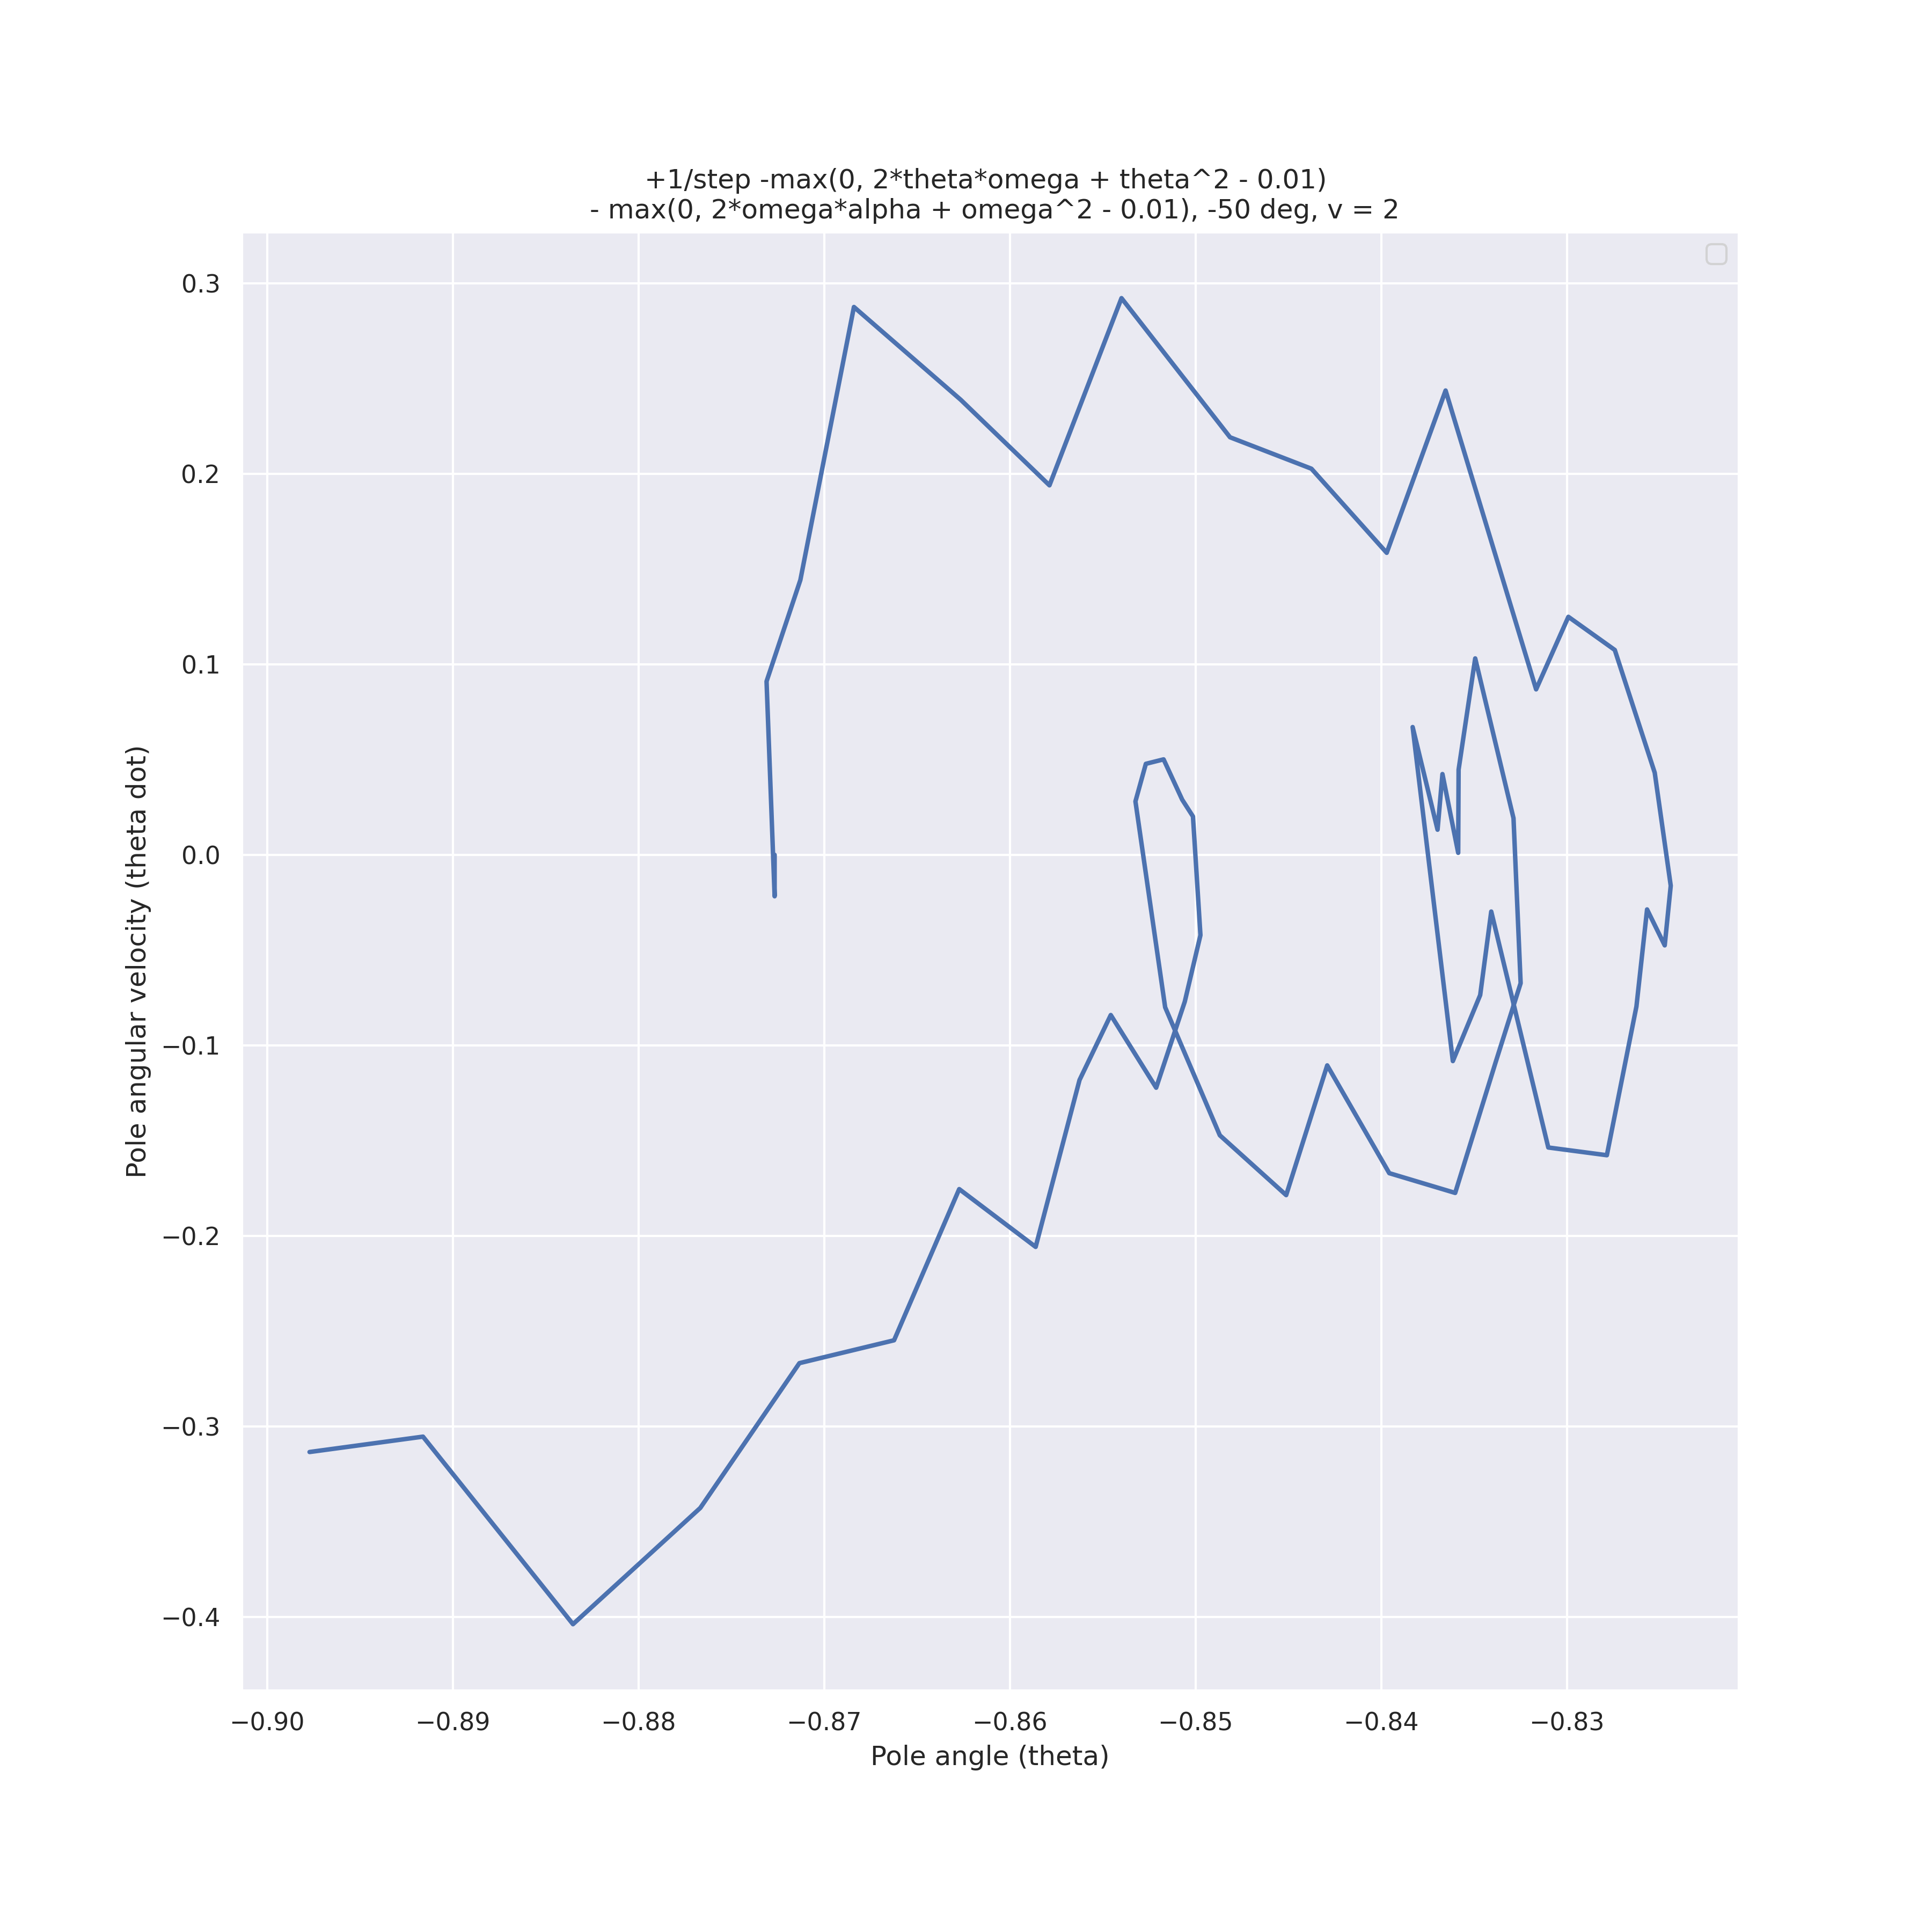 +1/step -max(0, 2*theta*omega + theta^2 - 0.01)
- max(0, 2*omega*alpha + omega^2 - 0.01), -50 deg, v = 2
0.3
0.2
0.1
0.0
−0.1
−0.2
−0.3
−0.4
Pole angular velocity (theta dot)
−0.90 −0.89 −0.88 −0.87 −0.86 −0.85 −0.84 −0.83
Pole angle (theta)